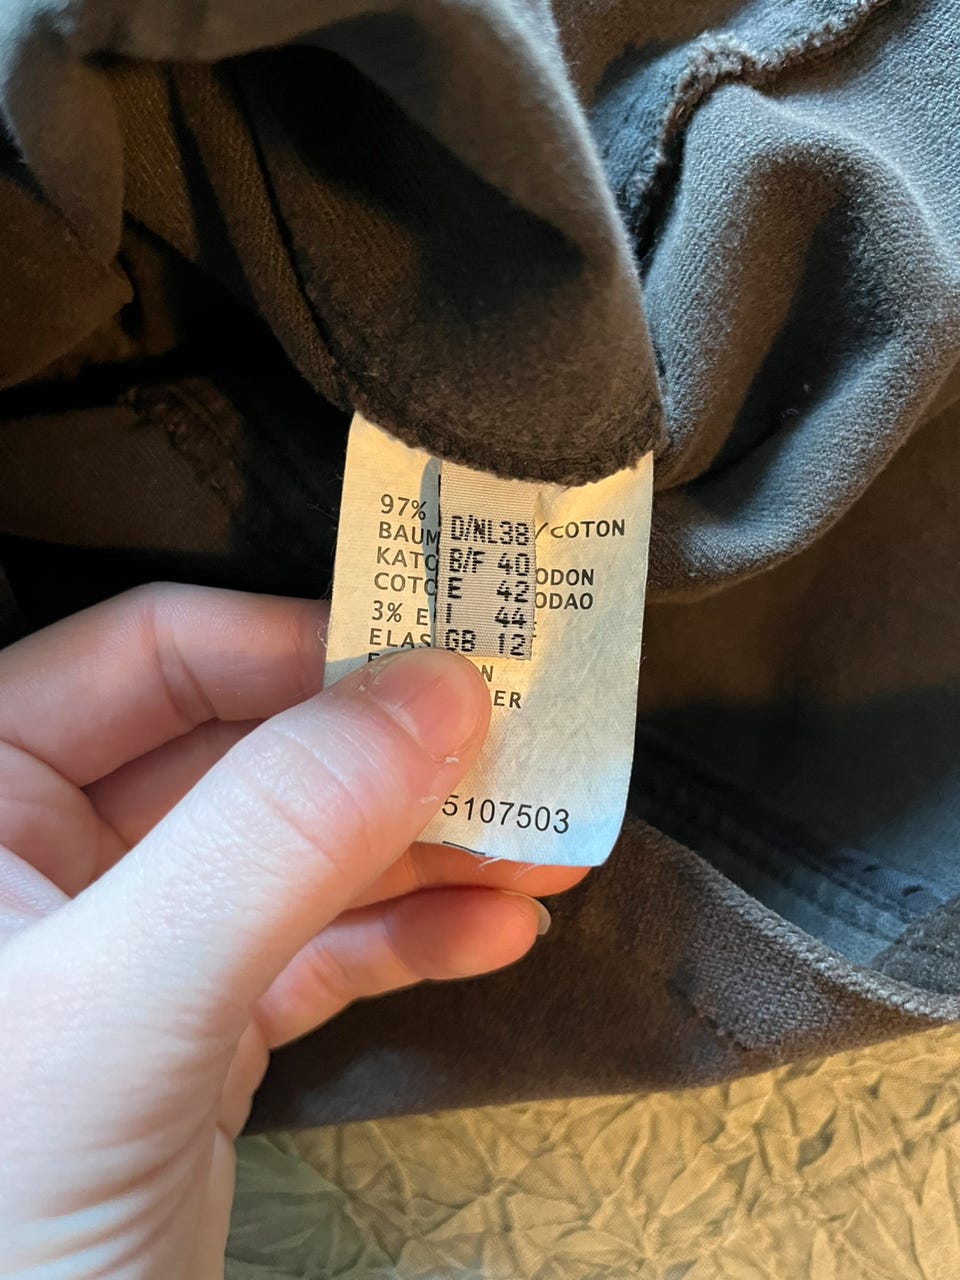 97%
BAUM /COTON
KATO ODON
COTO ODAO
3% E
ELAS
N
ER
5107503
D/NL 38
B/F 40
E 42
I 44
GB 12